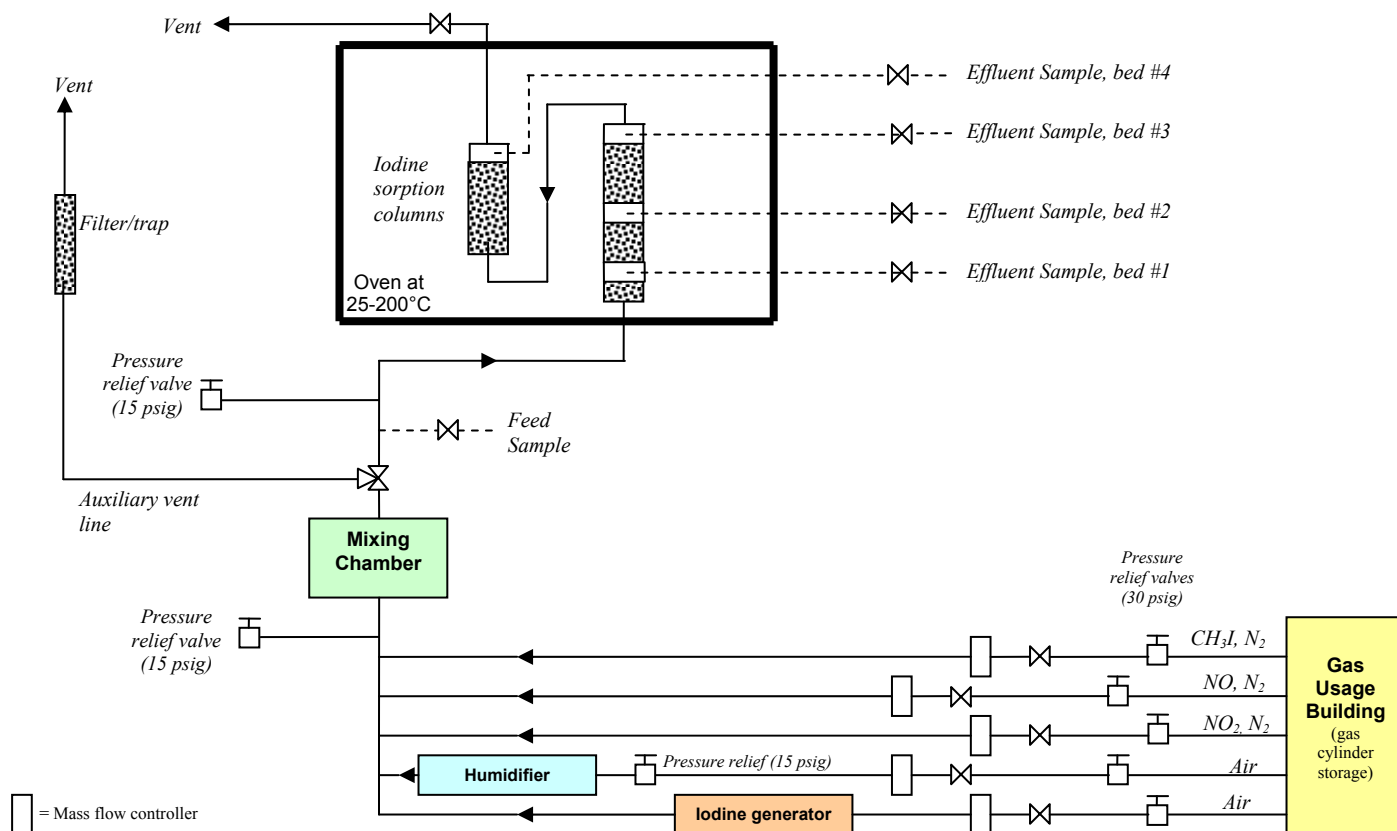 Vent
Effluent Sample, bed #4
Vent
Effluent Sample, bed #3
Iodine
sorption
columns
Effluent Sample, bed #2
Filter/trap
Effluent Sample, bed #1
Oven at
25-200°C
Pressure
relief valve
(15 psig)
Feed
Sample
Auxiliary vent
line
Mixing
Chamber
Pressure
relief valves
(30 psig)
Pressure
relief valve
(15 psig)
CH₃I, N₂
NO, N₂
NO₂, N₂
Air
Air
Gas
Usage
Building
(gas
cylinder
storage)
Pressure relief (15 psig)
Humidifier
Iodine generator
= Mass flow controller